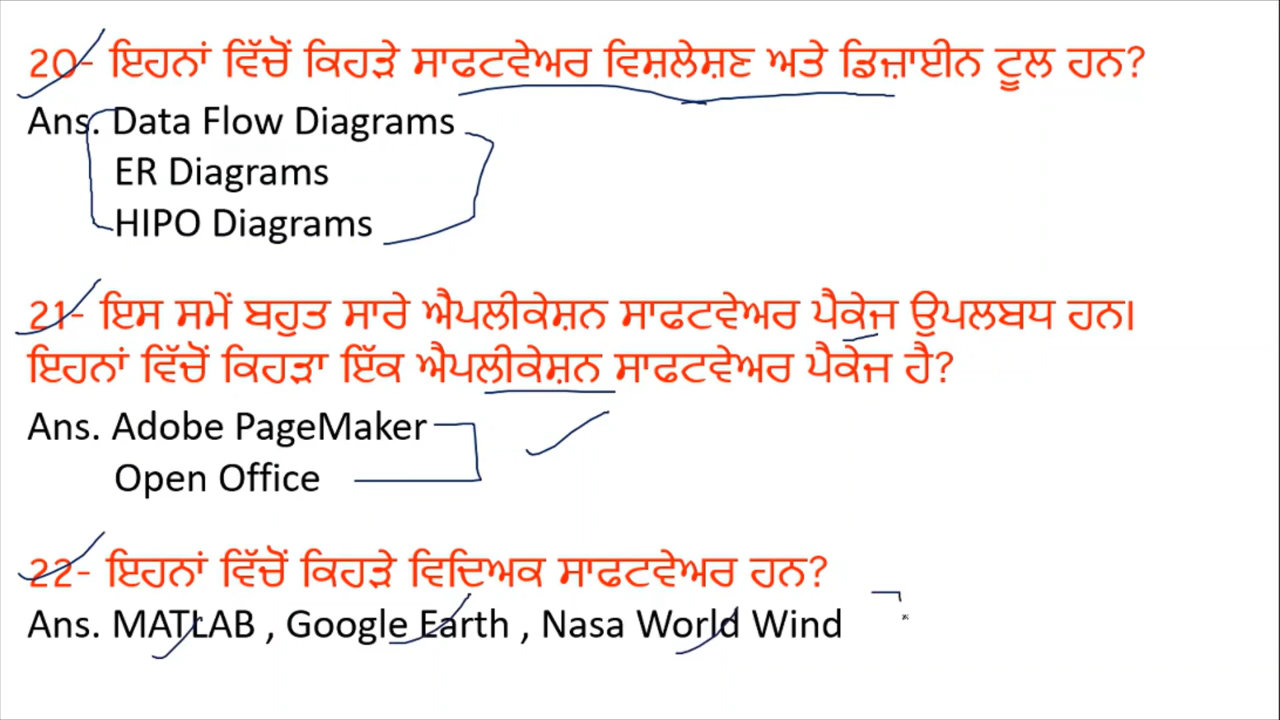 20- ਇਹਨਾਂ ਵਿੱਚੋਂ ਕਿਹੜੇ ਸਾਫਟਵੇਅਰ ਵਿਸ਼ਲੇਸ਼ਣ ਅਤੇ ਡਿਜ਼ਾਈਨ ਟੂਲ ਹਨ?
Ans. Data Flow Diagrams
ER Diagrams
HIPO Diagrams
21- ਇਸ ਸਮੇਂ ਬਹੁਤ ਸਾਰੇ ਐਪਲੀਕੇਸ਼ਨ ਸਾਫਟਵੇਅਰ ਪੈਕੇਜ ਉਪਲਬਧ ਹਨ।
ਇਹਨਾਂ ਵਿੱਚੋਂ ਕਿਹੜਾ ਇੱਕ ਐਪਲੀਕੇਸ਼ਨ ਸਾਫਟਵੇਅਰ ਪੈਕੇਜ ਹੈ?
Ans. Adobe PageMaker
Open Office
22- ਇਹਨਾਂ ਵਿੱਚੋਂ ਕਿਹੜੇ ਵਿਦਿਅਕ ਸਾਫਟਵੇਅਰ ਹਨ?
Ans. MATLAB , Google Earth , Nasa World Wind